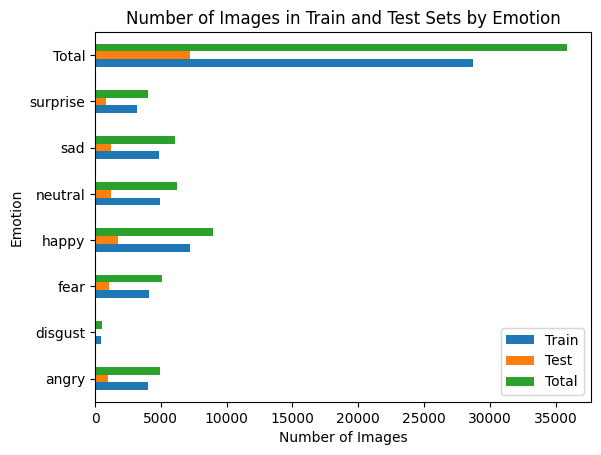 Number of Images in Train and Test Sets by Emotion
Total
surprise
sad
neutral
happy
fear
disgust
angry
Emotion
Train
Test
Total
0 5000 10000 15000 20000 25000 30000 35000
Number of Images